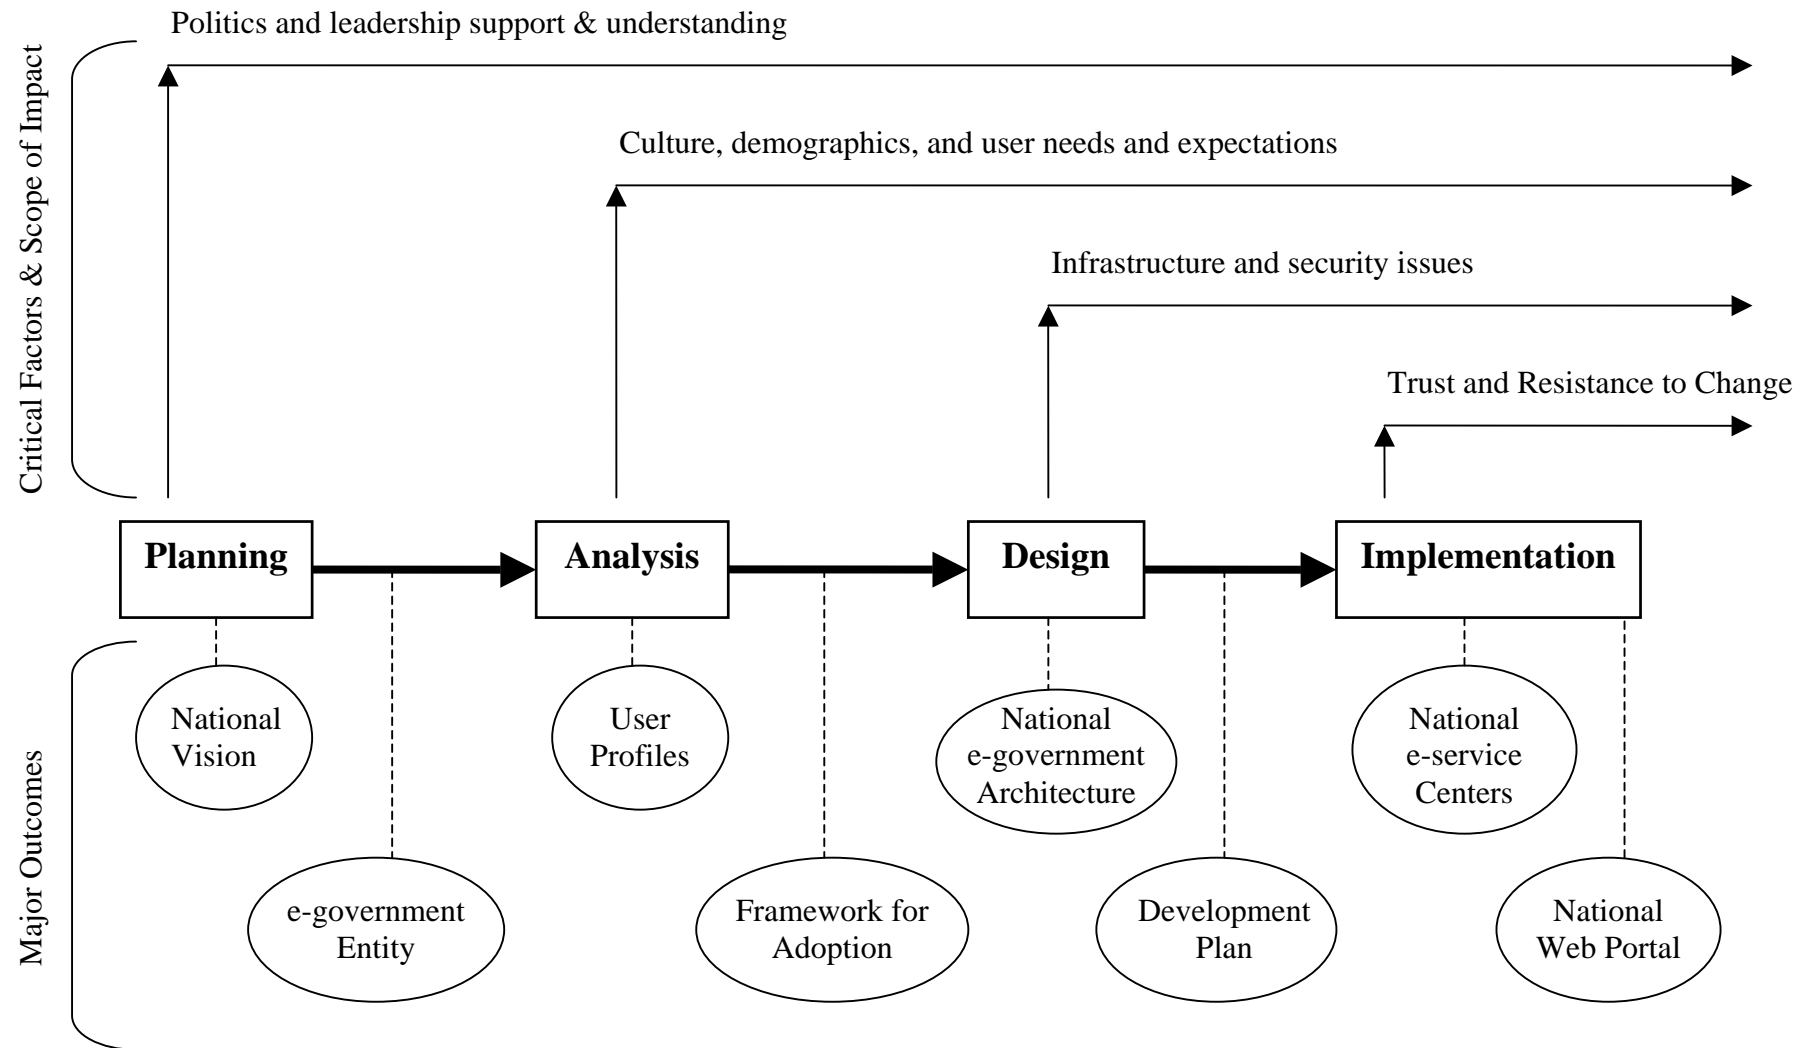 Politics and leadership support & understanding
Critical Factors & Scope of Impact
Culture, demographics, and user needs and expectations
Infrastructure and security issues
Trust and Resistance to Change
Planning
Analysis
Design
Implementation
Major Outcomes
National
Vision
User
Profiles
National
e-government
Architecture
National
e-service
Centers
e-government
Entity
Framework for
Adoption
Development
Plan
National
Web Portal